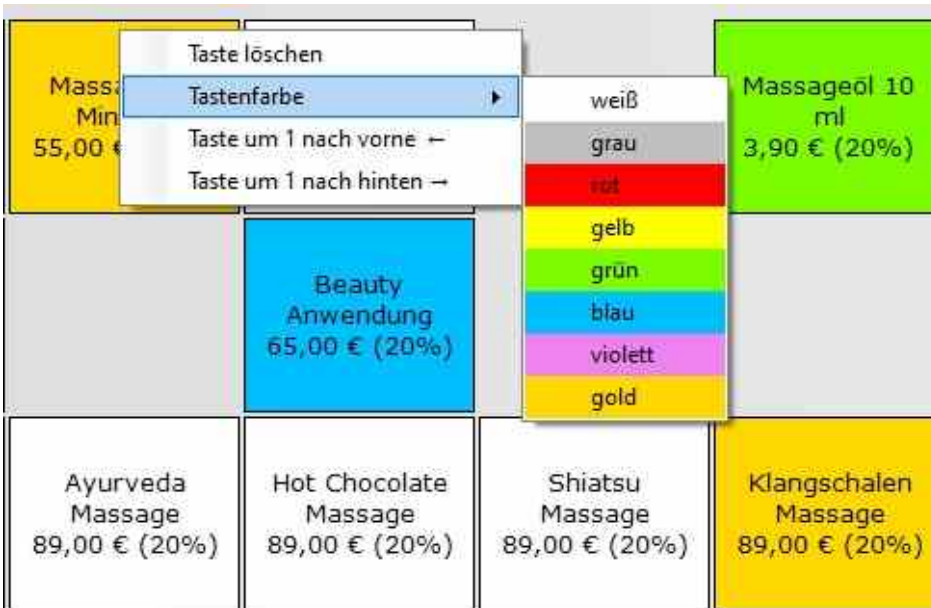 Mass
Min
55,00
Taste löschen
Tastenfarbe
Taste um 1 nach vorne ←
Taste um 1 nach hinten →
weiß
grau
rot
gelb
grün
blau
violett
gold
Massageöl 10
ml
3,90 € (20%)
Beauty
Anwendung
65,00 € (20%)
Ayurveda
Massage
89,00 € (20%)
Hot Chocolate
Massage
89,00 € (20%)
Shiatsu
Massage
89,00 € (20%)
Klangschalen
Massage
89,00 € (20%)